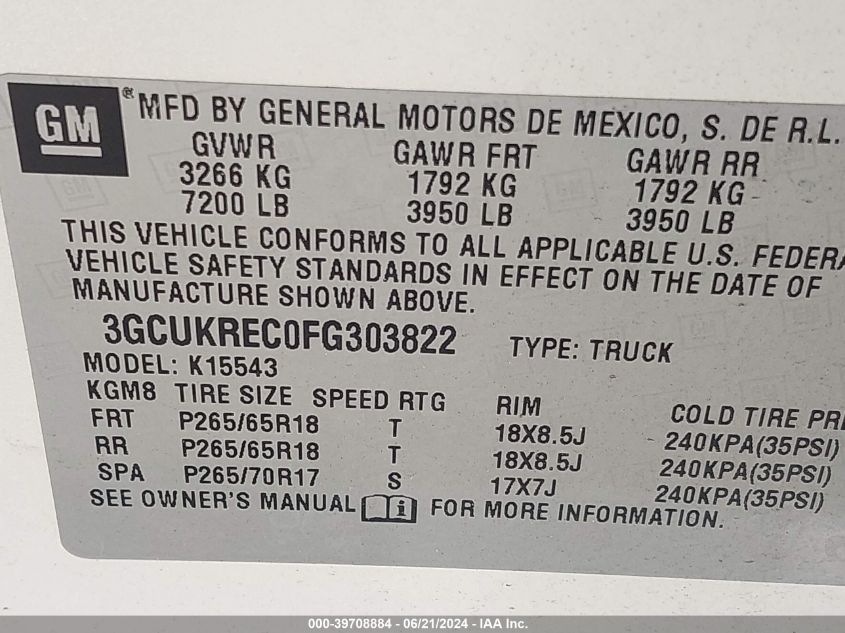 GM ® MFD BY GENERAL MOTORS DE MEXICO, S. DE R.L.
GVWR GAWR FRT GAWR RR
3266 KG 1792 KG 1792 KG
7200 LB 3950 LB 3950 LB
THIS VEHICLE CONFORMS TO ALL APPLICABLE U.S. FEDERA
VEHICLE SAFETY STANDARDS IN EFFECT ON THE DATE OF
MANUFACTURE SHOWN ABOVE.
3GCUKREC0FG303822 TYPE: TRUCK
MODEL: K15543
KGM8 TIRE SIZE SPEED RTG RIM COLD TIRE PRE
FRT P265/65R18 T 18X8.5J 240KPA(35PSI)
RR P265/65R18 T 18X8.5J 240KPA(35PSI)
SPA P265/70R17 S 17X7J 240KPA(35PSI)
SEE OWNER'S MANUAL i FOR MORE INFORMATION.
000-39708884 - 06/21/2024 - IAA Inc.